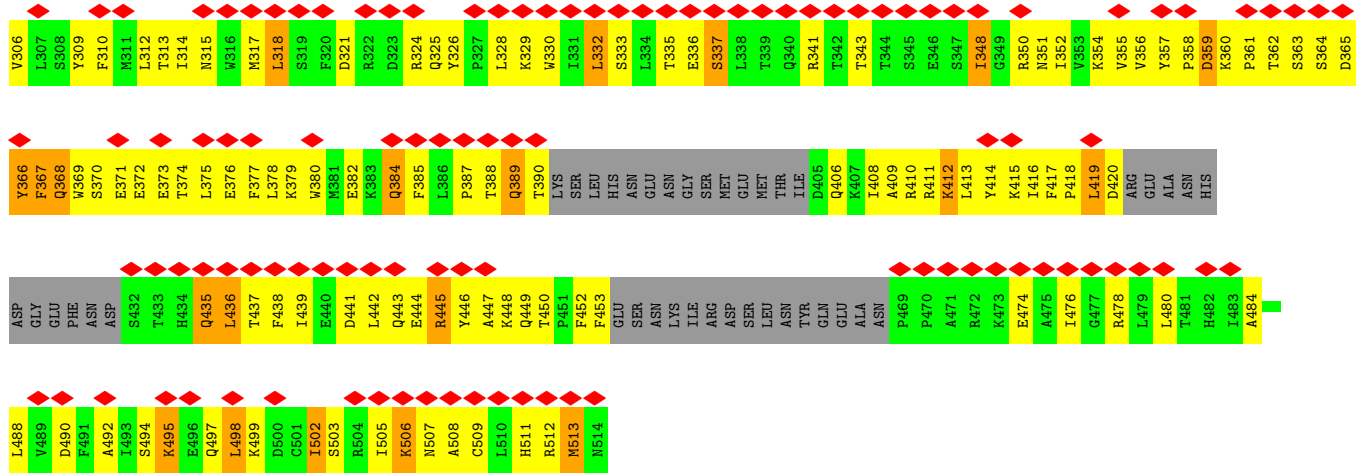 V306 L307 S308 Y309 F310 M311 L312 T313 I314 N315 W316 M317 L318 S319 F320 D321 R322 D323 R324 Q325 Y326 P327 L328 K329 W330 I331 L332 S333 L334 T335 E336 S337 L338 T339 Q340 R341 T342 T343 T344 S345 E346 S347 I348 G349 R350 N351 I352 V353 K354 V355 V356 Y357 P358 D359 K360 P361 T362 S363 S364 D365
Y366 F367 Q368 W369 S370 E371 E372 E373 T374 L375 E376 F377 L378 K379 W380 M381 E382 K383 Q384 F385 L386 P387 T388 Q389 T390 LYS SER LEU HIS ASN GLU ASN GLY SER MET GLU MET THR ILE D405 Q406 K407 I408 A409 R410 R411 K412 L413 Y414 K415 I416 F417 P418 L419 D420 ARG GLU ALA ASN HIS
ASP GLY GLU PHE ASN ASP S432 T433 H434 Q435 L436 T437 F438 I439 E440 D441 L442 Q443 E444 R445 Y446 A447 K448 Q449 T450 P451 F452 F453 GLU SER ASN LYS ILE ARG ASP SER LEU ASN TYR GLN GLU ALA ASN P469 P470 A471 R472 K473 E474 A475 I476 G477 R478 L479 L480 T481 H482 I483 A484
L488 V489 D490 F491 A492 I493 S494 K495 E496 Q497 L498 K499 D500 C501 I502 S503 R504 I505 K506 N507 A508 C509 L510 H511 R512 M513 N514